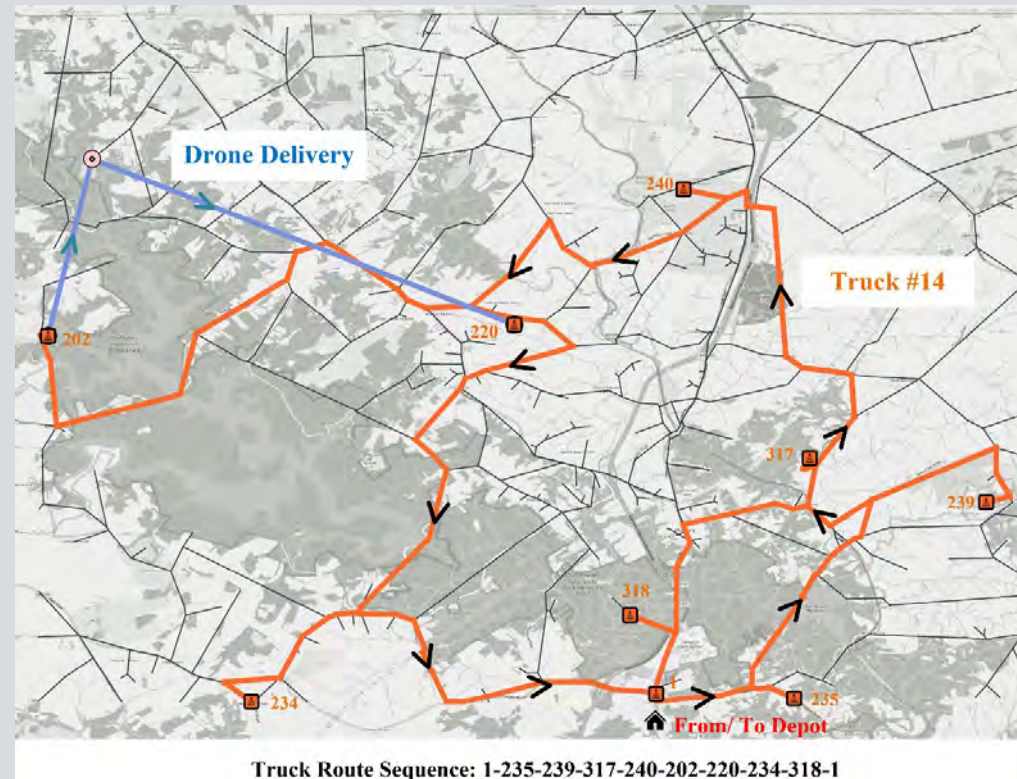 Drone Delivery
240
Truck #14
202
220
317
239
318
1
234
235
From/ To Depot
Truck Route Sequence: 1-235-239-317-240-202-220-234-318-1